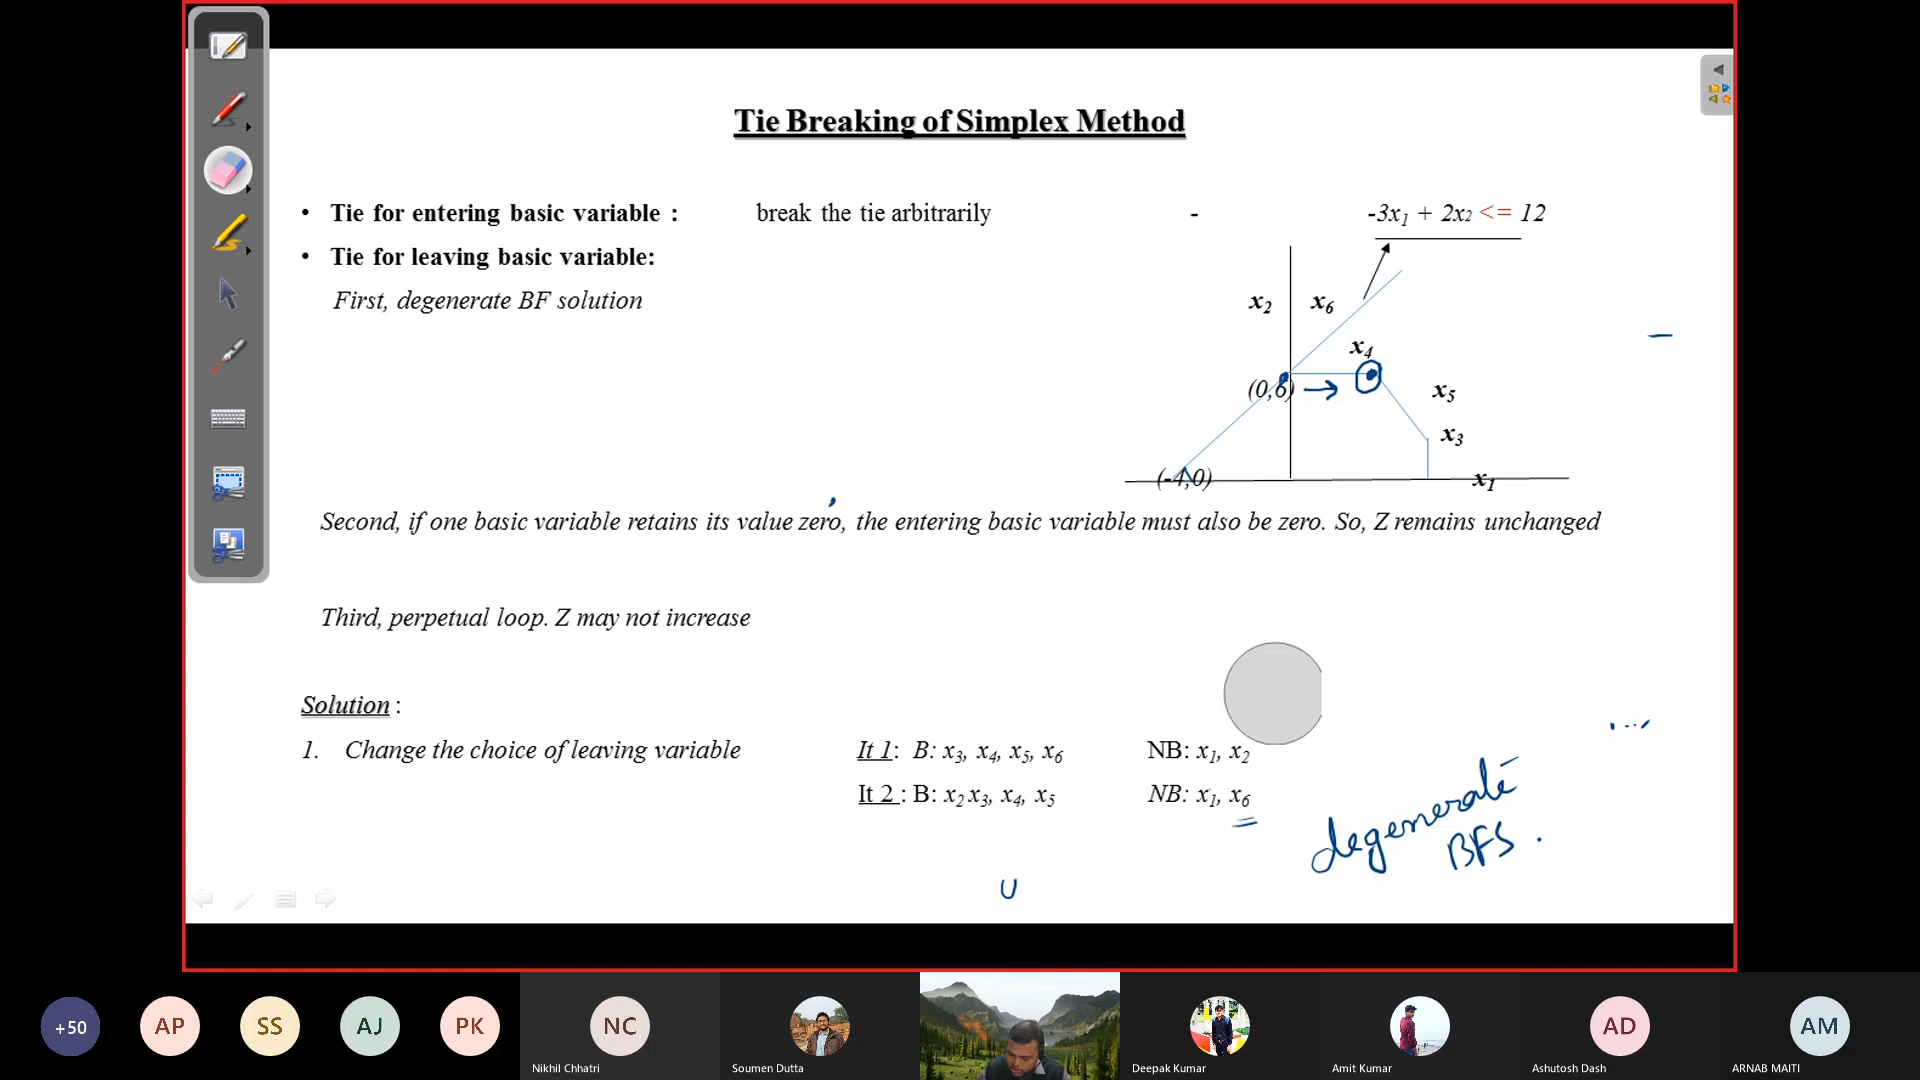 Tie Breaking of Simplex Method
• Tie for entering basic variable : break the tie arbitrarily
• Tie for leaving basic variable:
First, degenerate BF solution
-
-3x₁ + 2x₂ <= 12
x₂ x₆
x₄
(0,6)
x₅
x₃
(-4,0)
x₁
Second, if one basic variable retains its value zero, the entering basic variable must also be zero. So, Z remains unchanged
Third, perpetual loop. Z may not increase
Solution :
1. Change the choice of leaving variable
It 1: B: x₃, x₄, x₅, x₆ NB: x₁, x₂
It 2 : B: x₂ x₃, x₄, x₅ NB: x₁, x₆
degenerate
BFS .
+50 AP SS AJ PK NC AD AM
Nikhil Chhatri Soumen Dutta Deepak Kumar Amit Kumar Ashutosh Dash ARNAB MAITI